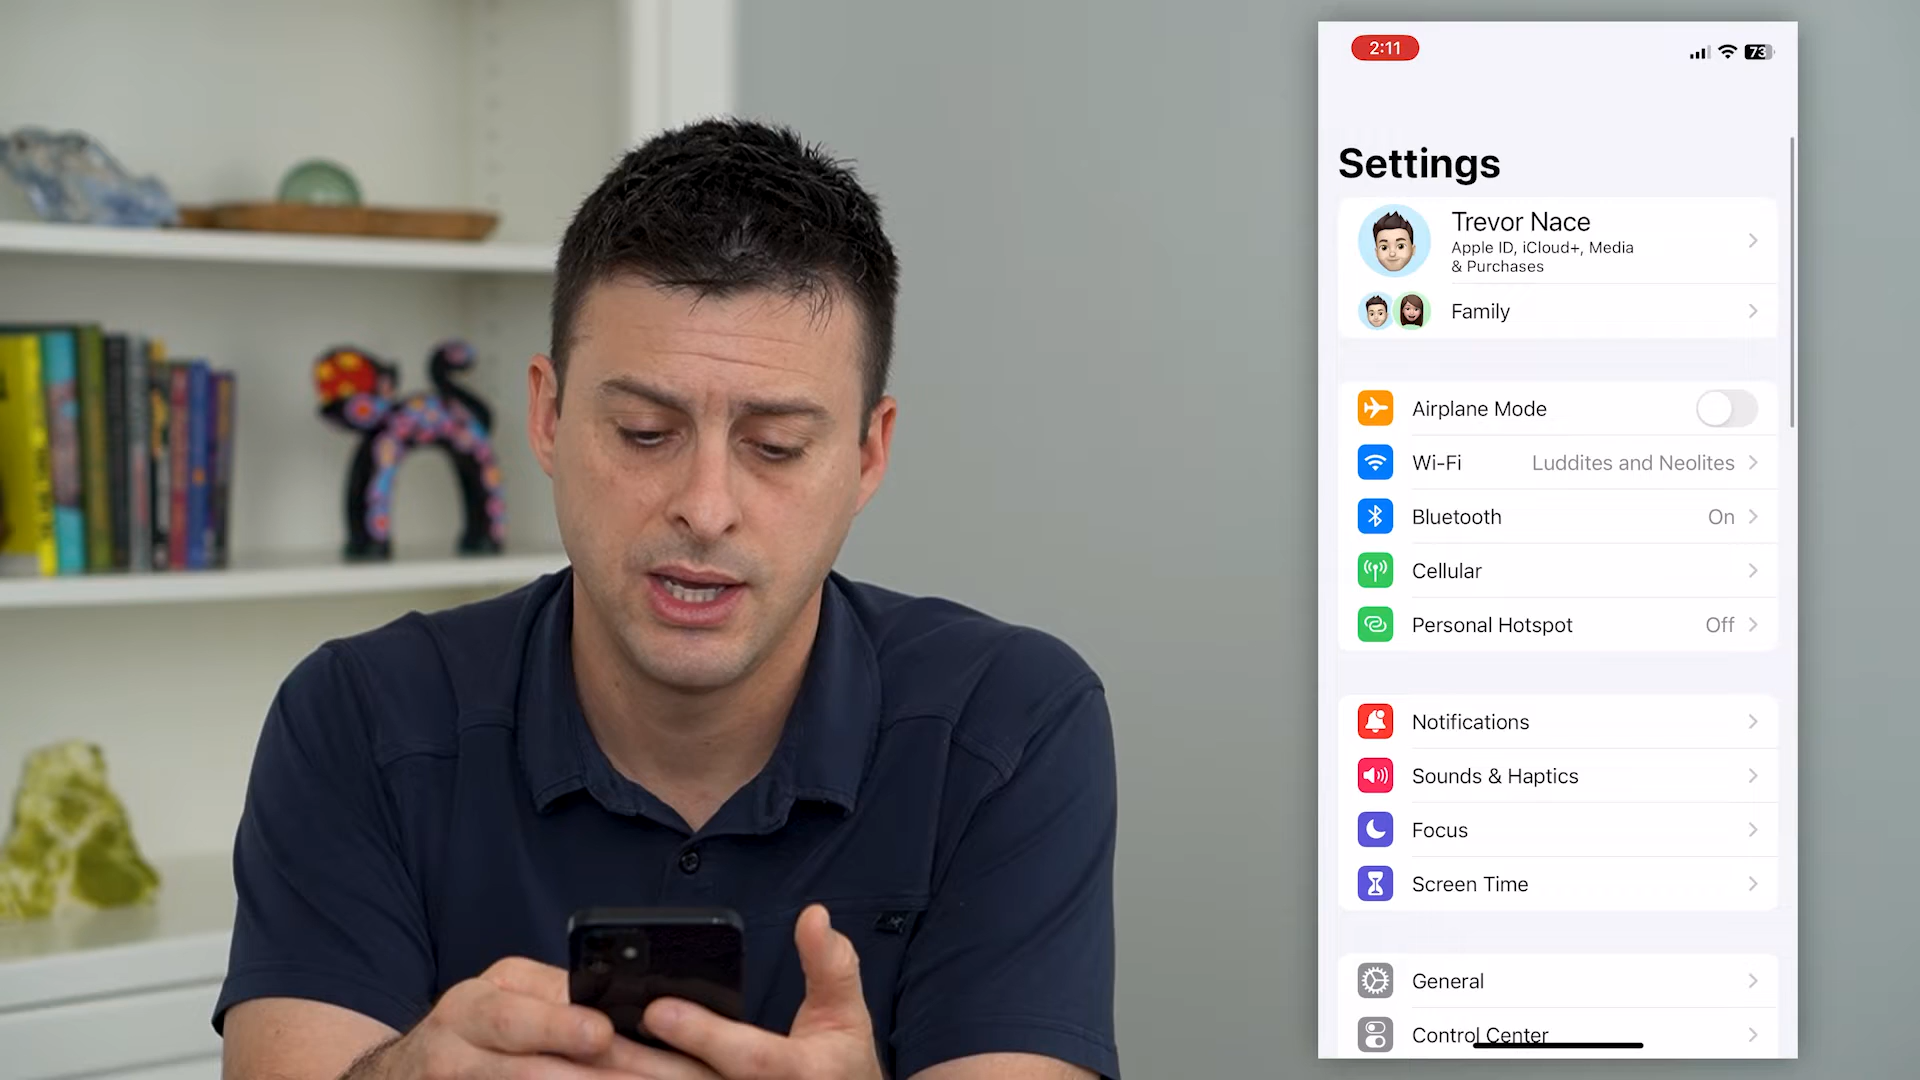 2:11
73
Settings
Trevor Nace
Apple ID, iCloud+, Media
& Purchases
Family
Airplane Mode
Wi-Fi Luddites and Neolites
Bluetooth On
Cellular
Personal Hotspot Off
Notifications
Sounds & Haptics
Focus
Screen Time
General
Control Center